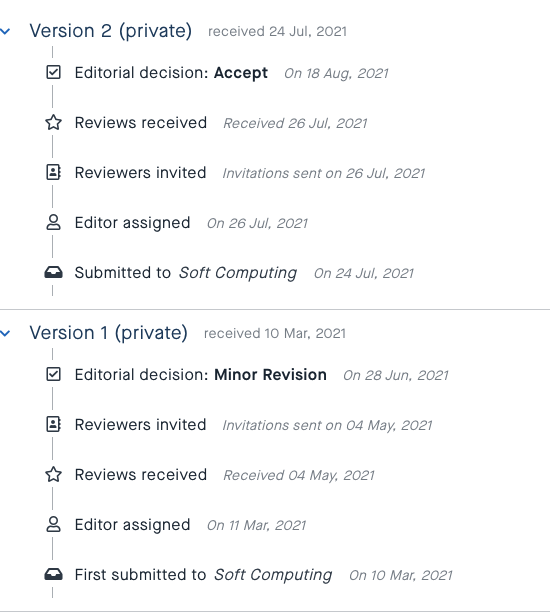 Version 2 (private) received 24 Jul, 2021
Editorial decision: Accept On 18 Aug, 2021
Reviews received Received 26 Jul, 2021
Reviewers invited Invitations sent on 26 Jul, 2021
Editor assigned On 26 Jul, 2021
Submitted to Soft Computing On 24 Jul, 2021
Version 1 (private) received 10 Mar, 2021
Editorial decision: Minor Revision On 28 Jun, 2021
Reviewers invited Invitations sent on 04 May, 2021
Reviews received Received 04 May, 2021
Editor assigned On 11 Mar, 2021
First submitted to Soft Computing On 10 Mar, 2021